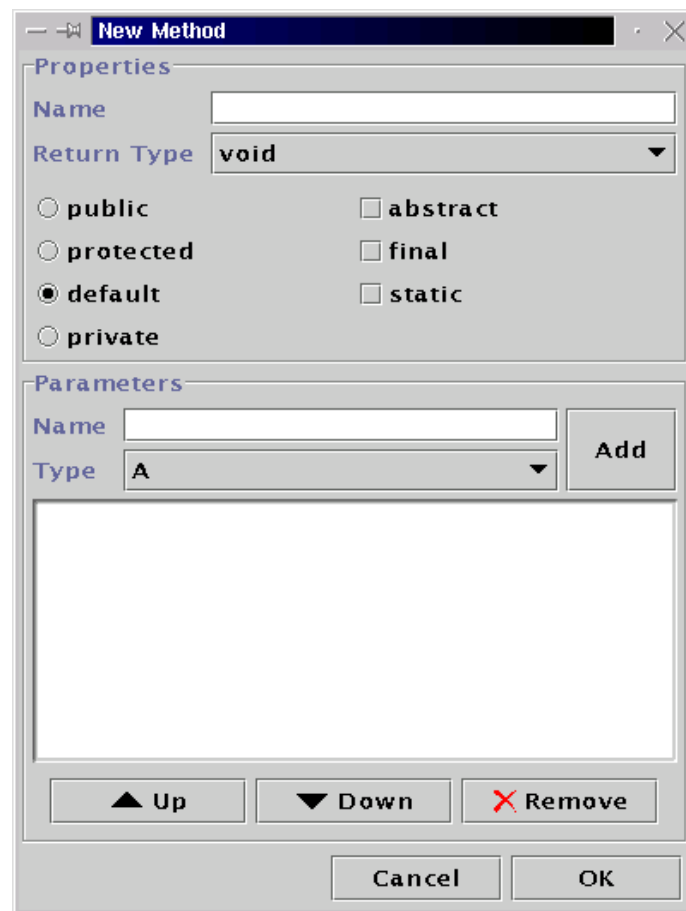 New Method
Properties
Name
Return Type void
public abstract
protected final
default static
private
Parameters
Name
Add
Type A
Up Down Remove
Cancel OK